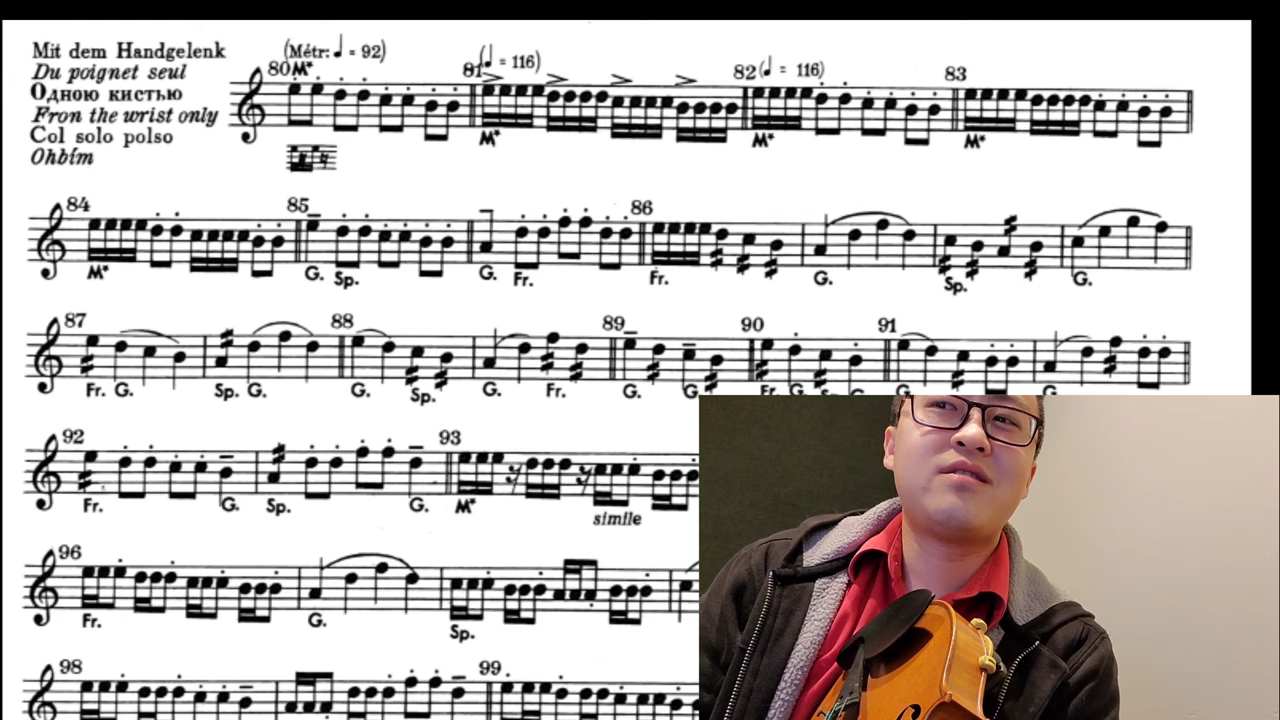 Mit dem Handgelenk
Du poignet seul
Одною кистью
Fron the wrist only
Col solo polso
Ohbím
80 (Métr: ♩ = 92) M*
81 (♩ = 116) M*
82 (♩ = 116) M*
83 M*
84 M*
85 G. Sp. G. Fr.
86 Fr. G. Sp. G.
87 Fr. G. Sp. G.
88 G. Sp. G. Fr.
89 G. G.
90 Fr. G.
91 G. G.
92 Fr. G. Sp. G.
93 M* simile
96 Fr. G. Sp.
98
99